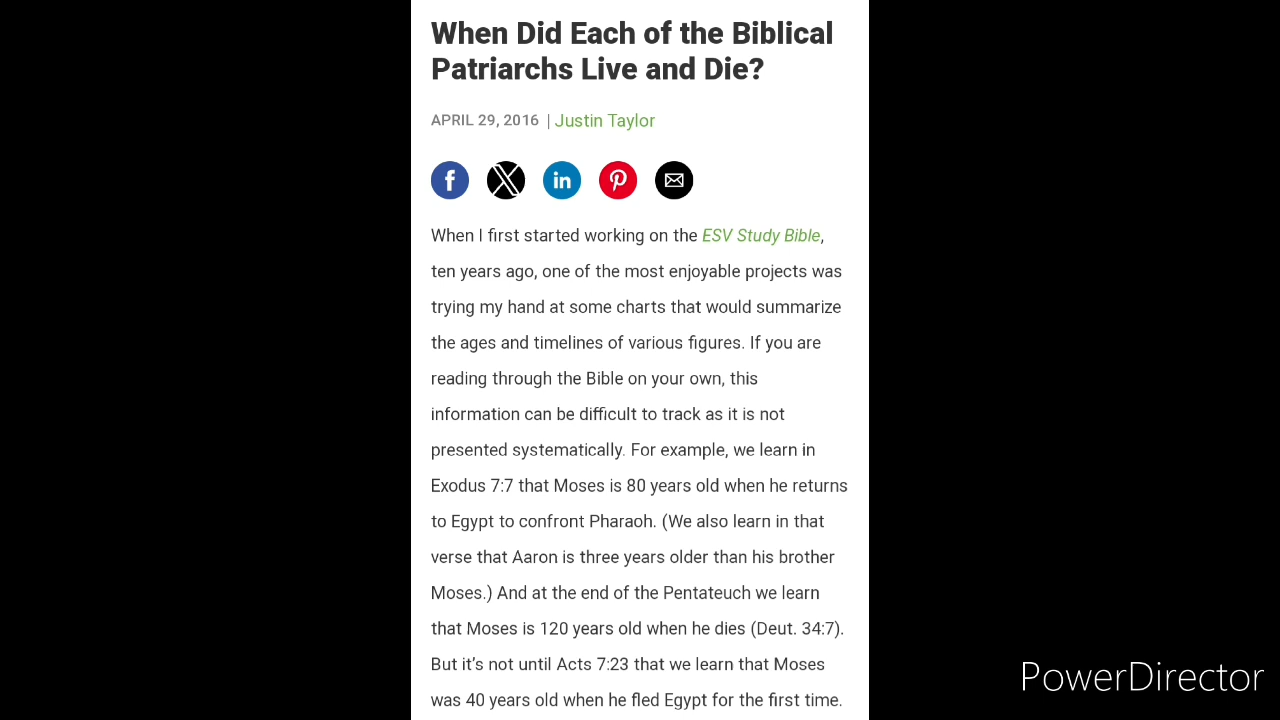 When Did Each of the Biblical
Patriarchs Live and Die?
APRIL 29, 2016 | Justin Taylor
When I first started working on the ESV Study Bible,
ten years ago, one of the most enjoyable projects was
trying my hand at some charts that would summarize
the ages and timelines of various figures. If you are
reading through the Bible on your own, this
information can be difficult to track as it is not
presented systematically. For example, we learn in
Exodus 7:7 that Moses is 80 years old when he returns
to Egypt to confront Pharaoh. (We also learn in that
verse that Aaron is three years older than his brother
Moses.) And at the end of the Pentateuch we learn
that Moses is 120 years old when he dies (Deut. 34:7).
But it’s not until Acts 7:23 that we learn that Moses
was 40 years old when he fled Egypt for the first time.
PowerDirector